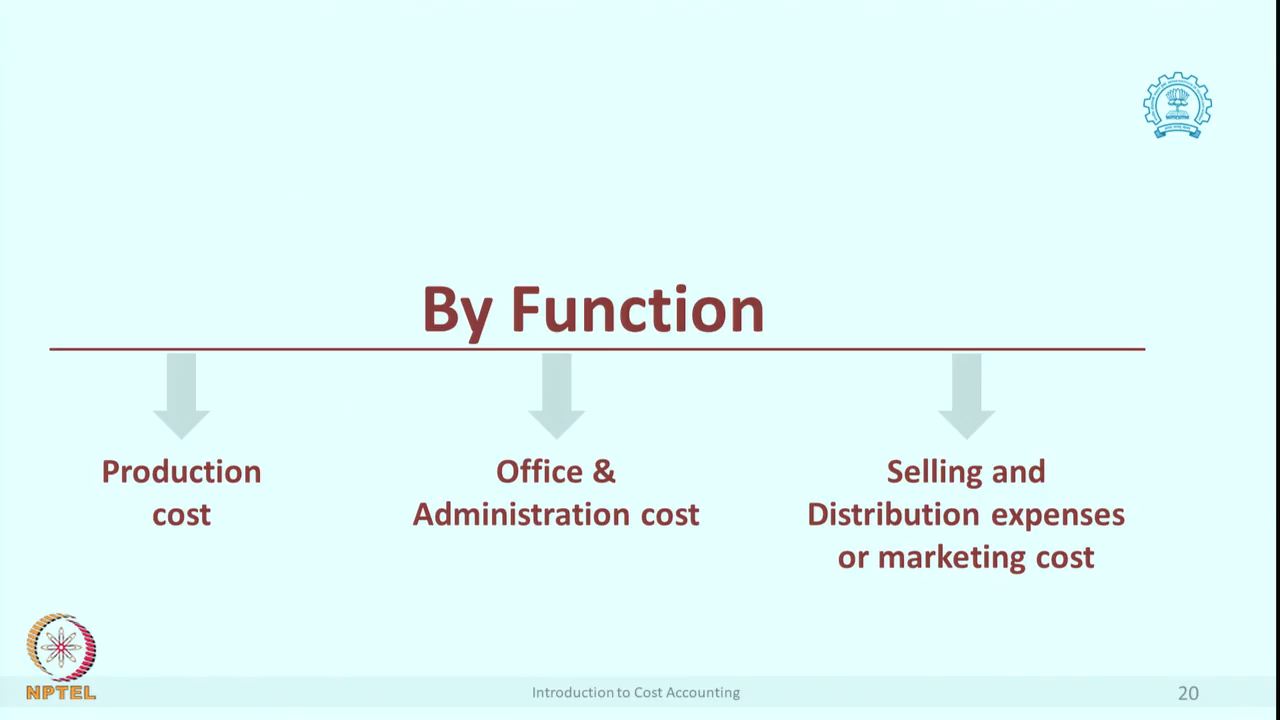 By Function
Production
cost
Office &
Administration cost
Selling and
Distribution expenses
or marketing cost
NPTEL
Introduction to Cost Accounting
20